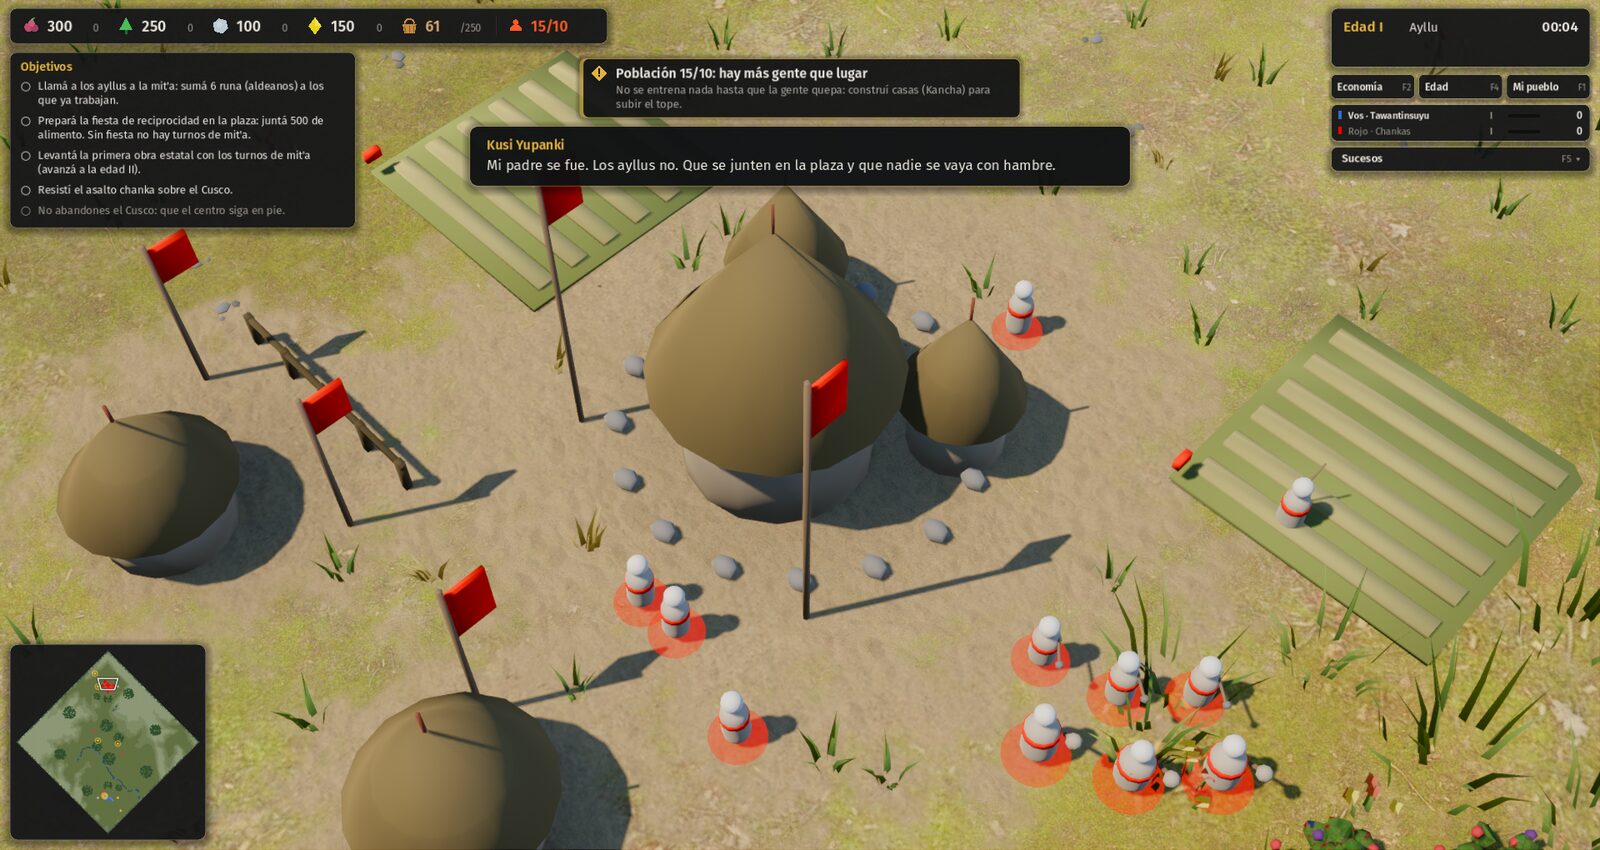 300 0 250 0 100 0 150 0 61 /250 15/10
Objetivos
Llamá a los ayllus a la mit'a: sumá 6 runa (aldeanos) a los
que ya trabajan.
Prepará la fiesta de reciprocidad en la plaza: juntá 500 de
alimento. Sin fiesta no hay turnos de mit'a.
Levantá la primera obra estatal con los turnos de mit'a
(avanzá a la edad II).
Resistí el asalto chanka sobre el Cusco.
No abandones el Cusco: que el centro siga en pie.
Población 15/10: hay más gente que lugar
No se entrena nada hasta que la gente quepa: construí casas (Kancha) para
subir el tope.
Kusi Yupanki
Mi padre se fue. Los ayllus no. Que se junten en la plaza y que nadie se vaya con hambre.
Edad I Ayllu 00:04
Economía F2 Edad F4 Mi pueblo F1
Vos · Tawantinsuyu I 0
Rojo · Chankas I 0
Sucesos F5